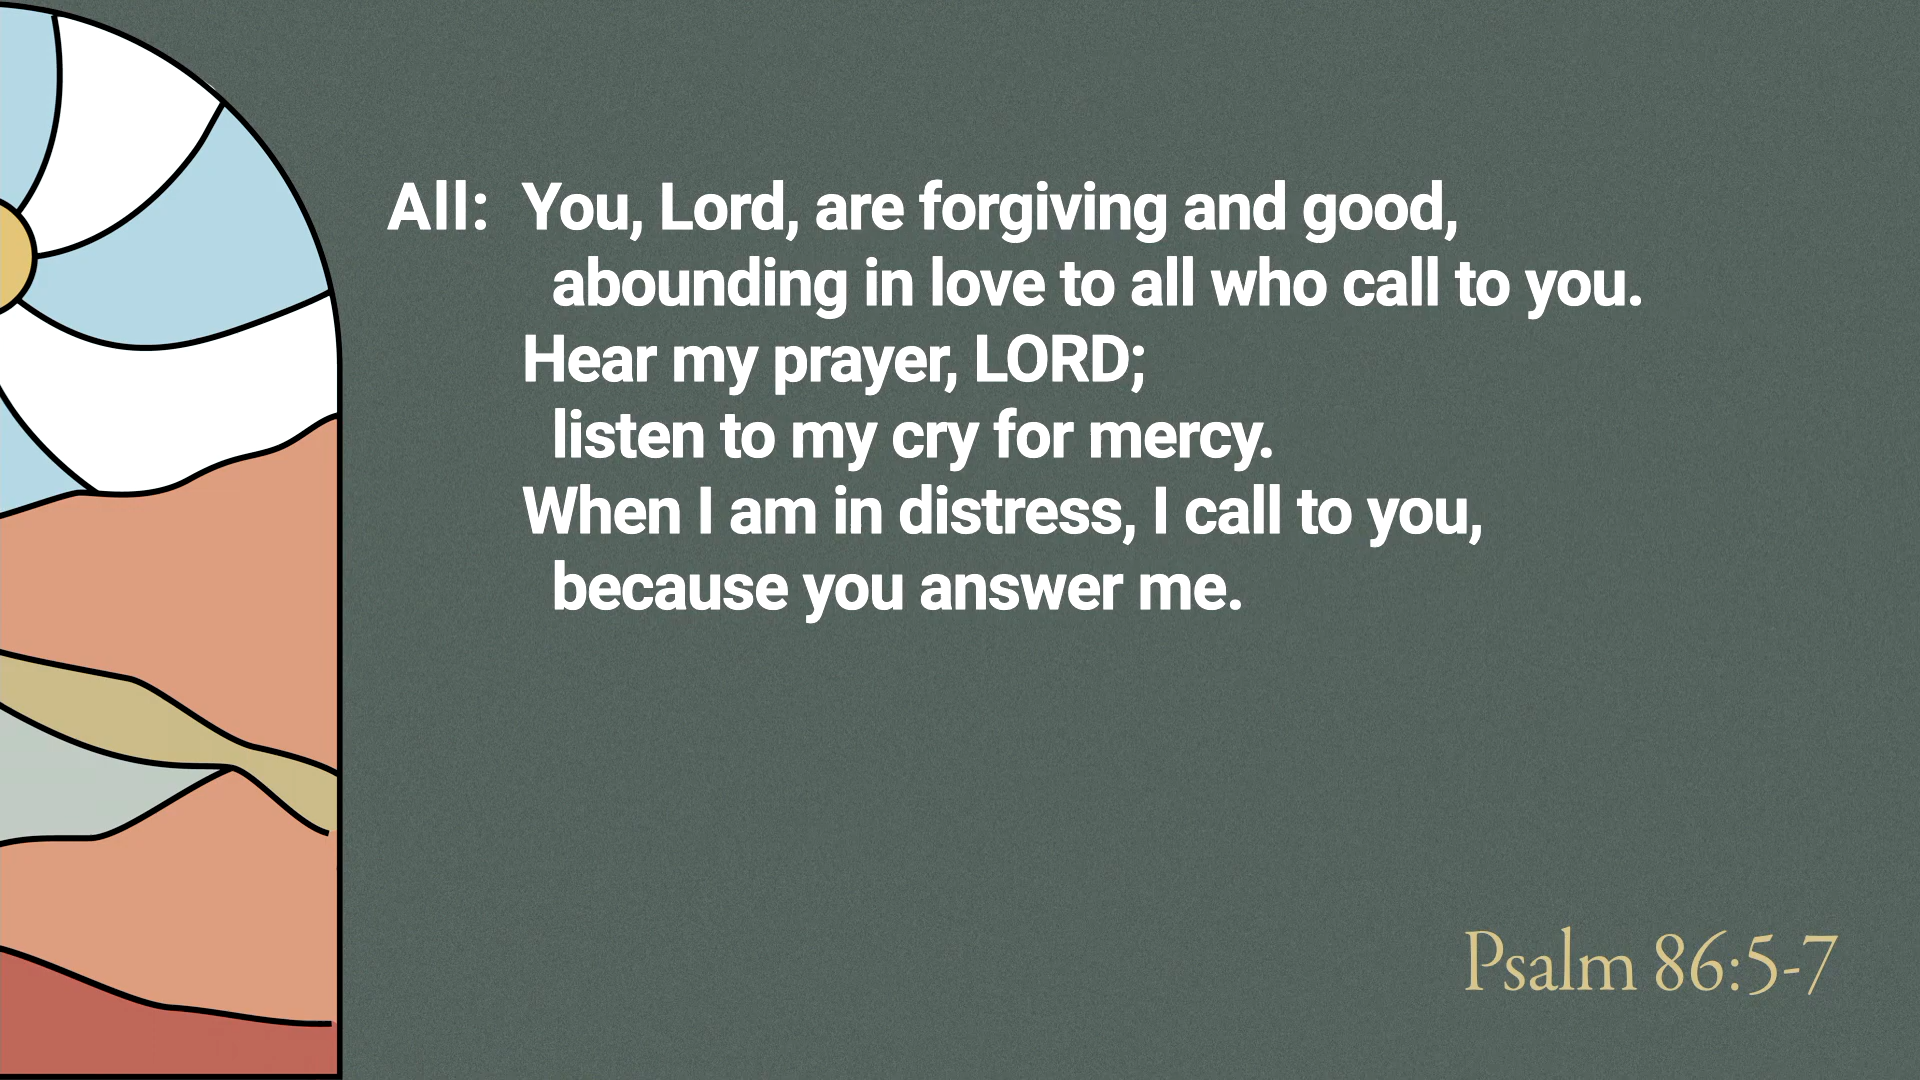 All: You, Lord, are forgiving and good,
abounding in love to all who call to you.
Hear my prayer, LORD;
listen to my cry for mercy.
When I am in distress, I call to you,
because you answer me.
Psalm 86:5-7